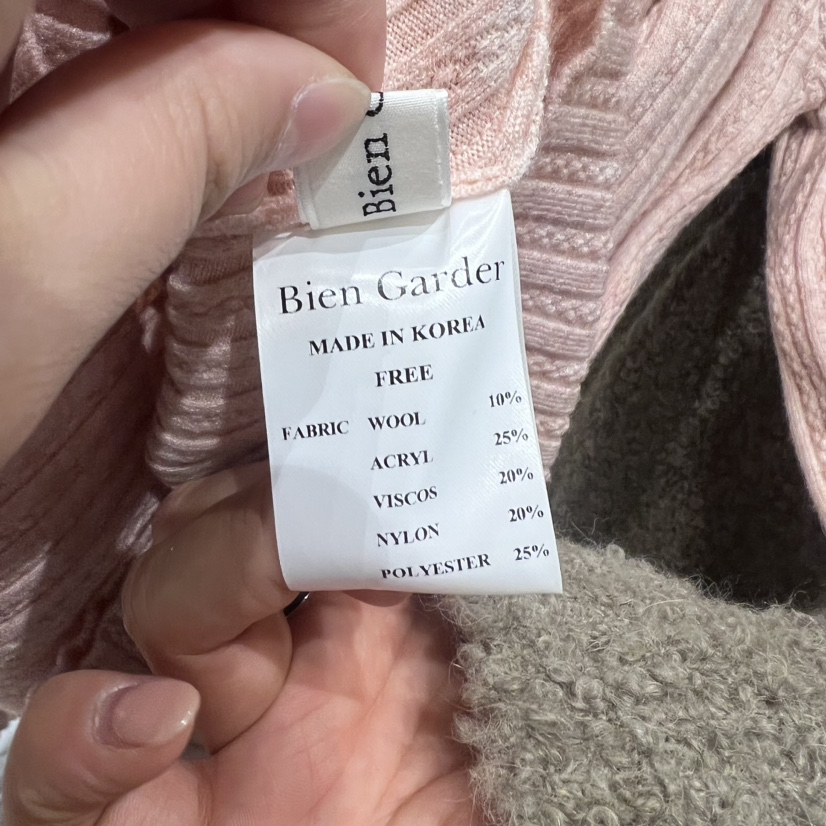 Bien
Bien Garder
MADE IN KOREA
FREE
FABRIC WOOL 10%
ACRYL 25%
VISCOS 20%
NYLON 20%
POLYESTER 25%